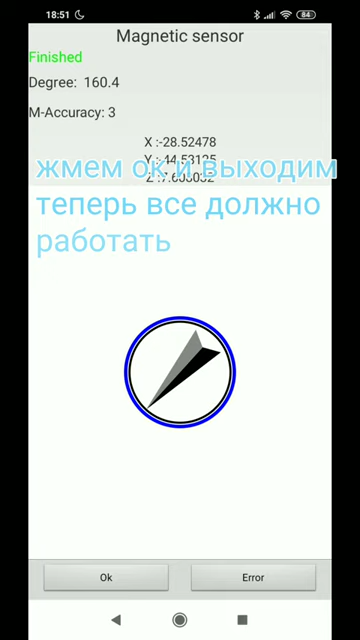 18:51
84
Magnetic sensor
Finished
Degree: 160.4
M-Accuracy: 3
X :-28.52478
жмем ок и выходим
теперь все должно
работать
Ok
Error